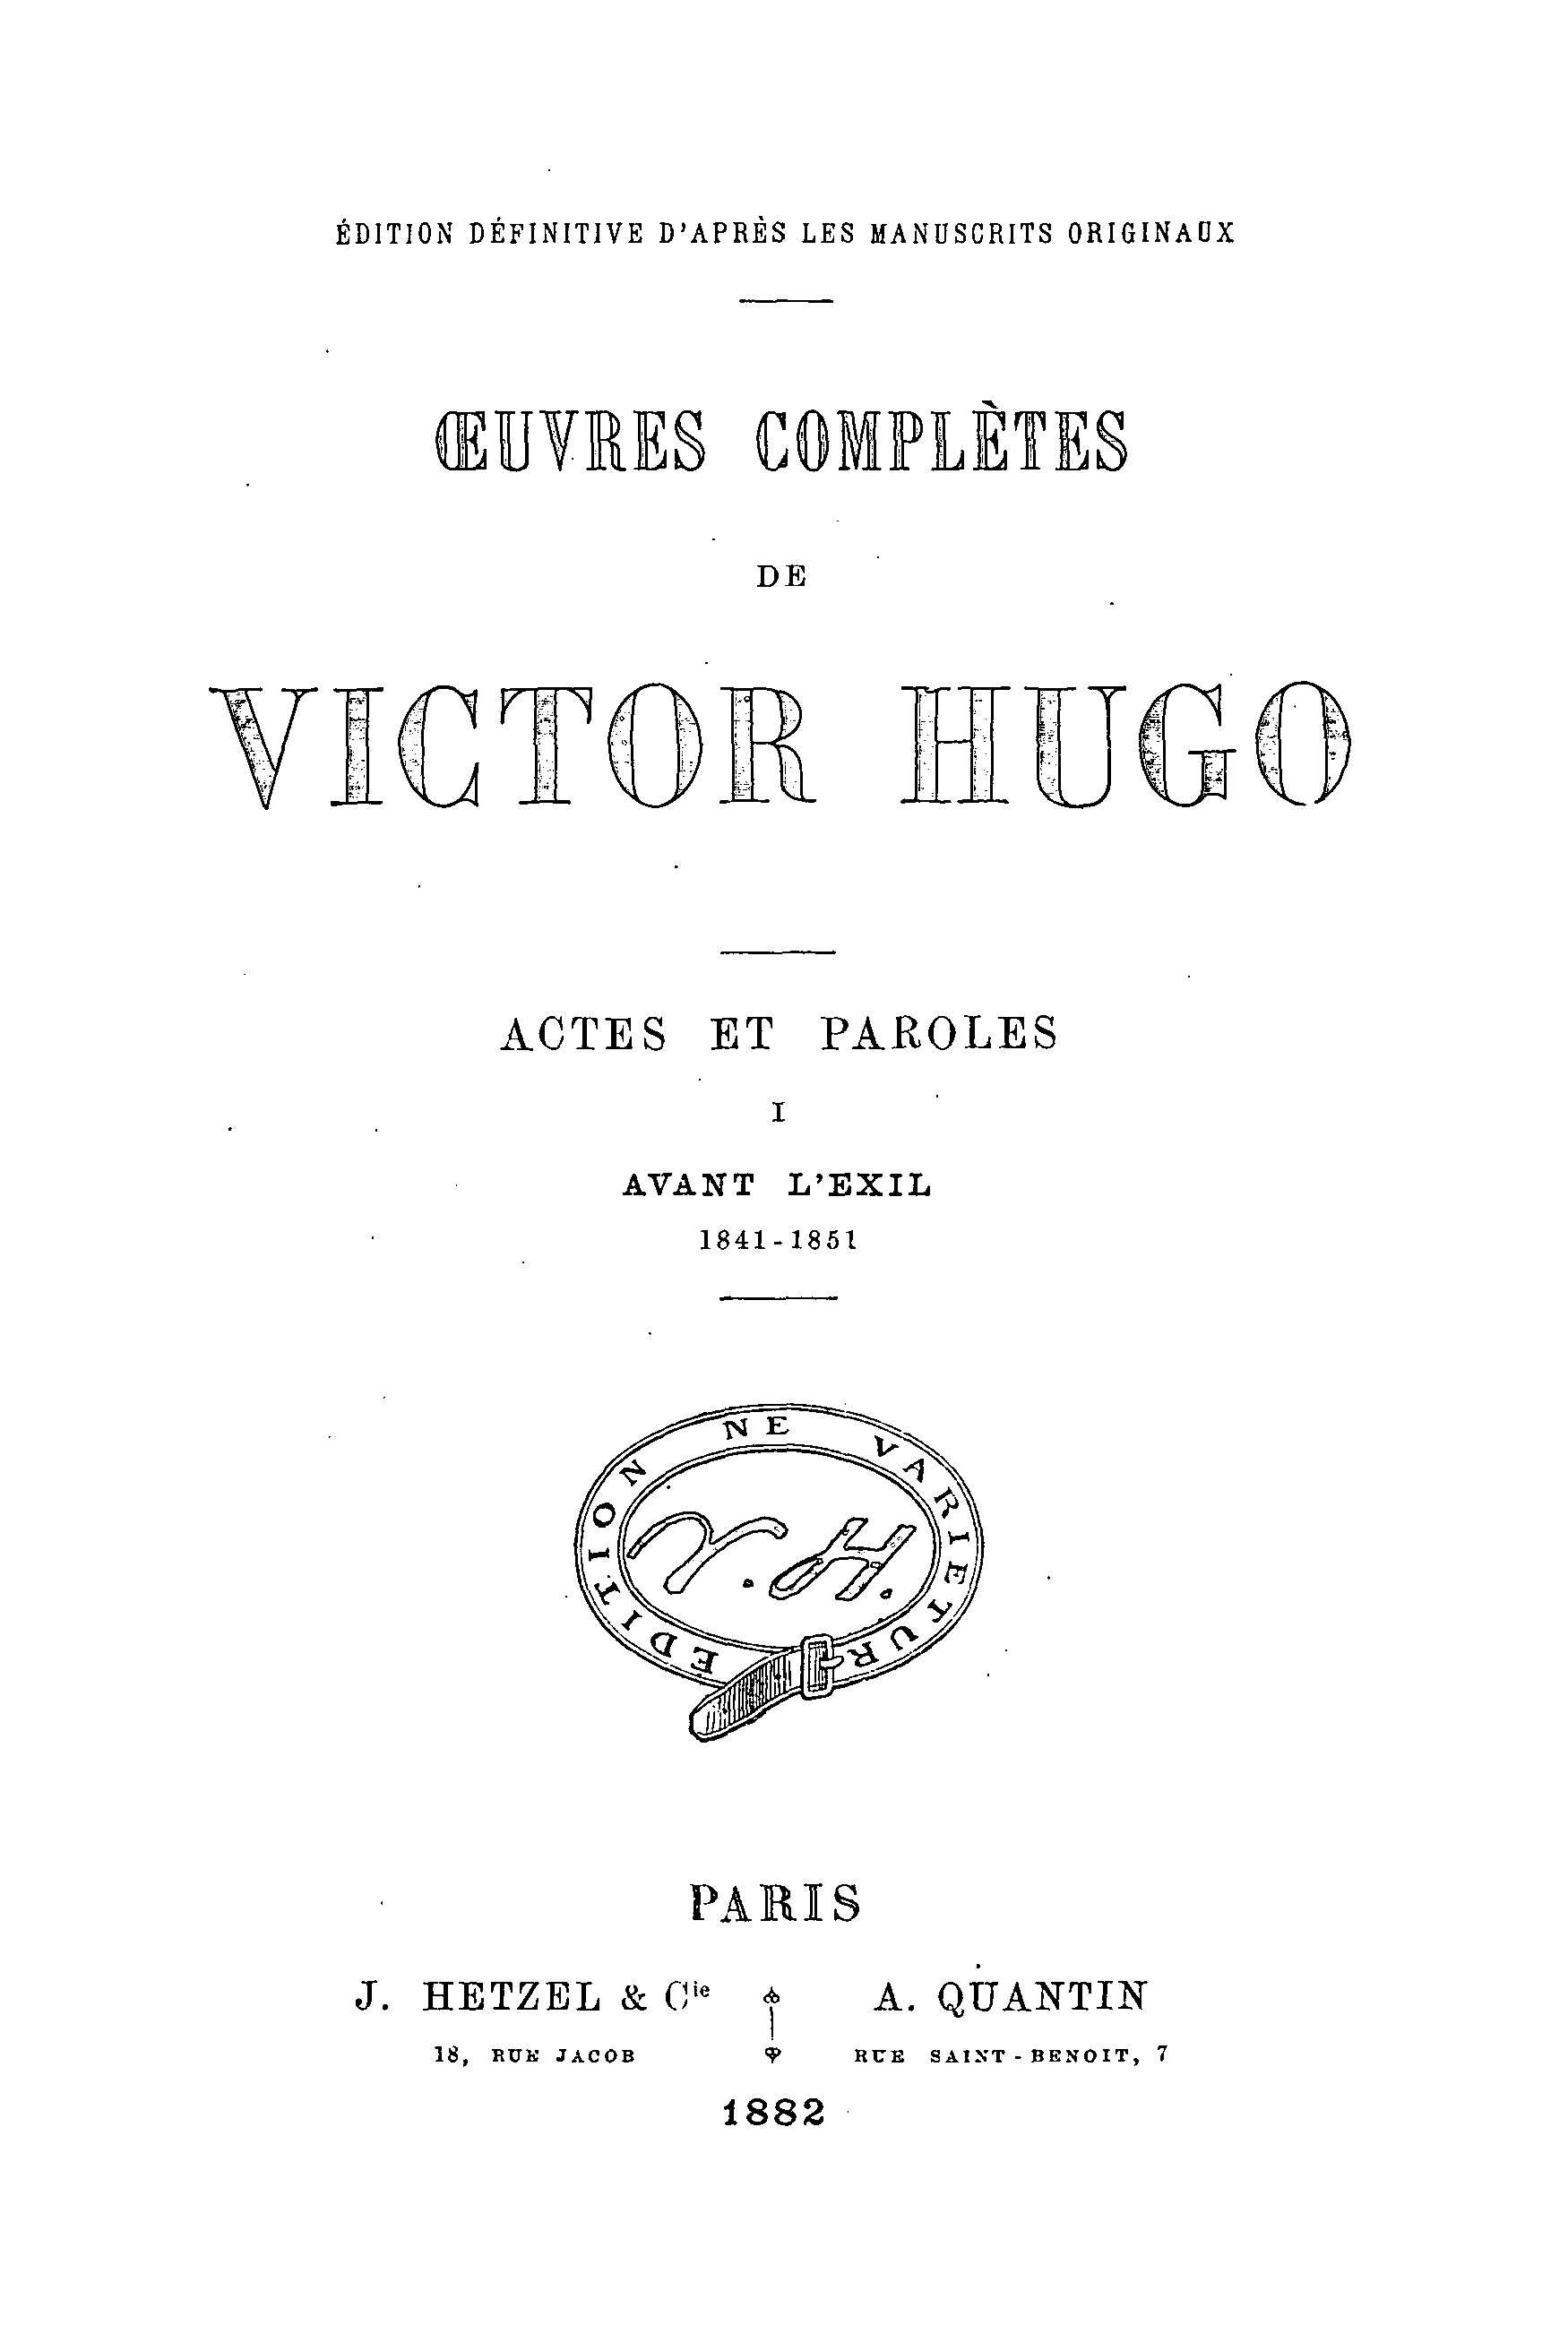 ÉDITION DÉFINITIVE D'APRÈS LES MANUSCRITS ORIGINAUX
ŒUVRES COMPLÈTES
DE
VICTOR HUGO
ACTES ET PAROLES
I
AVANT L'EXIL
1841-1851
EDITION NE VARIETUR
V. H.
PARIS
J. HETZEL & Cie
A. QUANTIN
18, RUE JACOB
RUE SAINT-BENOIT, 7
1882